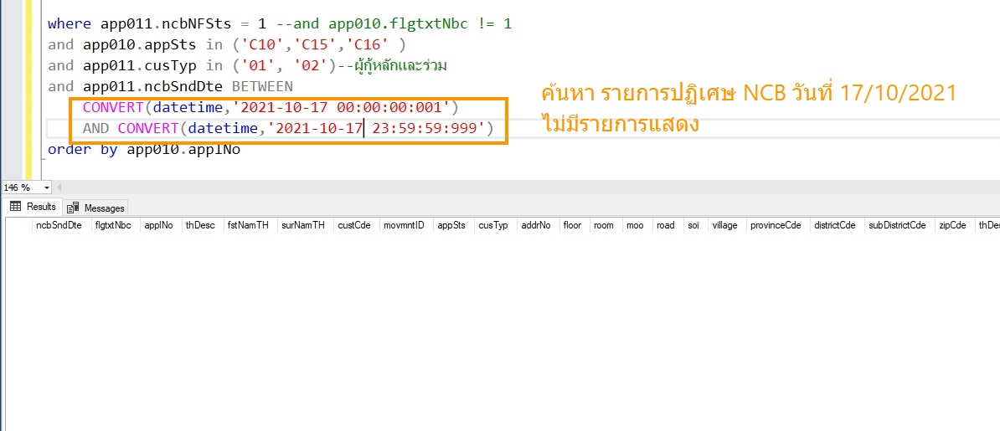 where app011.ncbNFSts = 1 --and app010.flgtxtNbc != 1
and app010.appSts in ('C10','C15','C16' )
and app011.cusTyp in ('01', '02')--ผู้กู้หลักและร่วม
and app011.ncbSndDte BETWEEN
CONVERT(datetime,'2021-10-17 00:00:00:001')
AND CONVERT(datetime,'2021-10-17 23:59:59:999')
order by app010.applNo
ค้นหา รายการปฏิเศษ NCB วันที่ 17/10/2021
ไม่มีรายการแสดง
146 %
Results Messages
ncbSndDte flgtxtNbc applNo thDesc fstNamTH surNamTH custCde movmntID appSts cusTyp addrNo floor room moo road soi village provinceCde districtCde subDistrictCde zipCde thDes